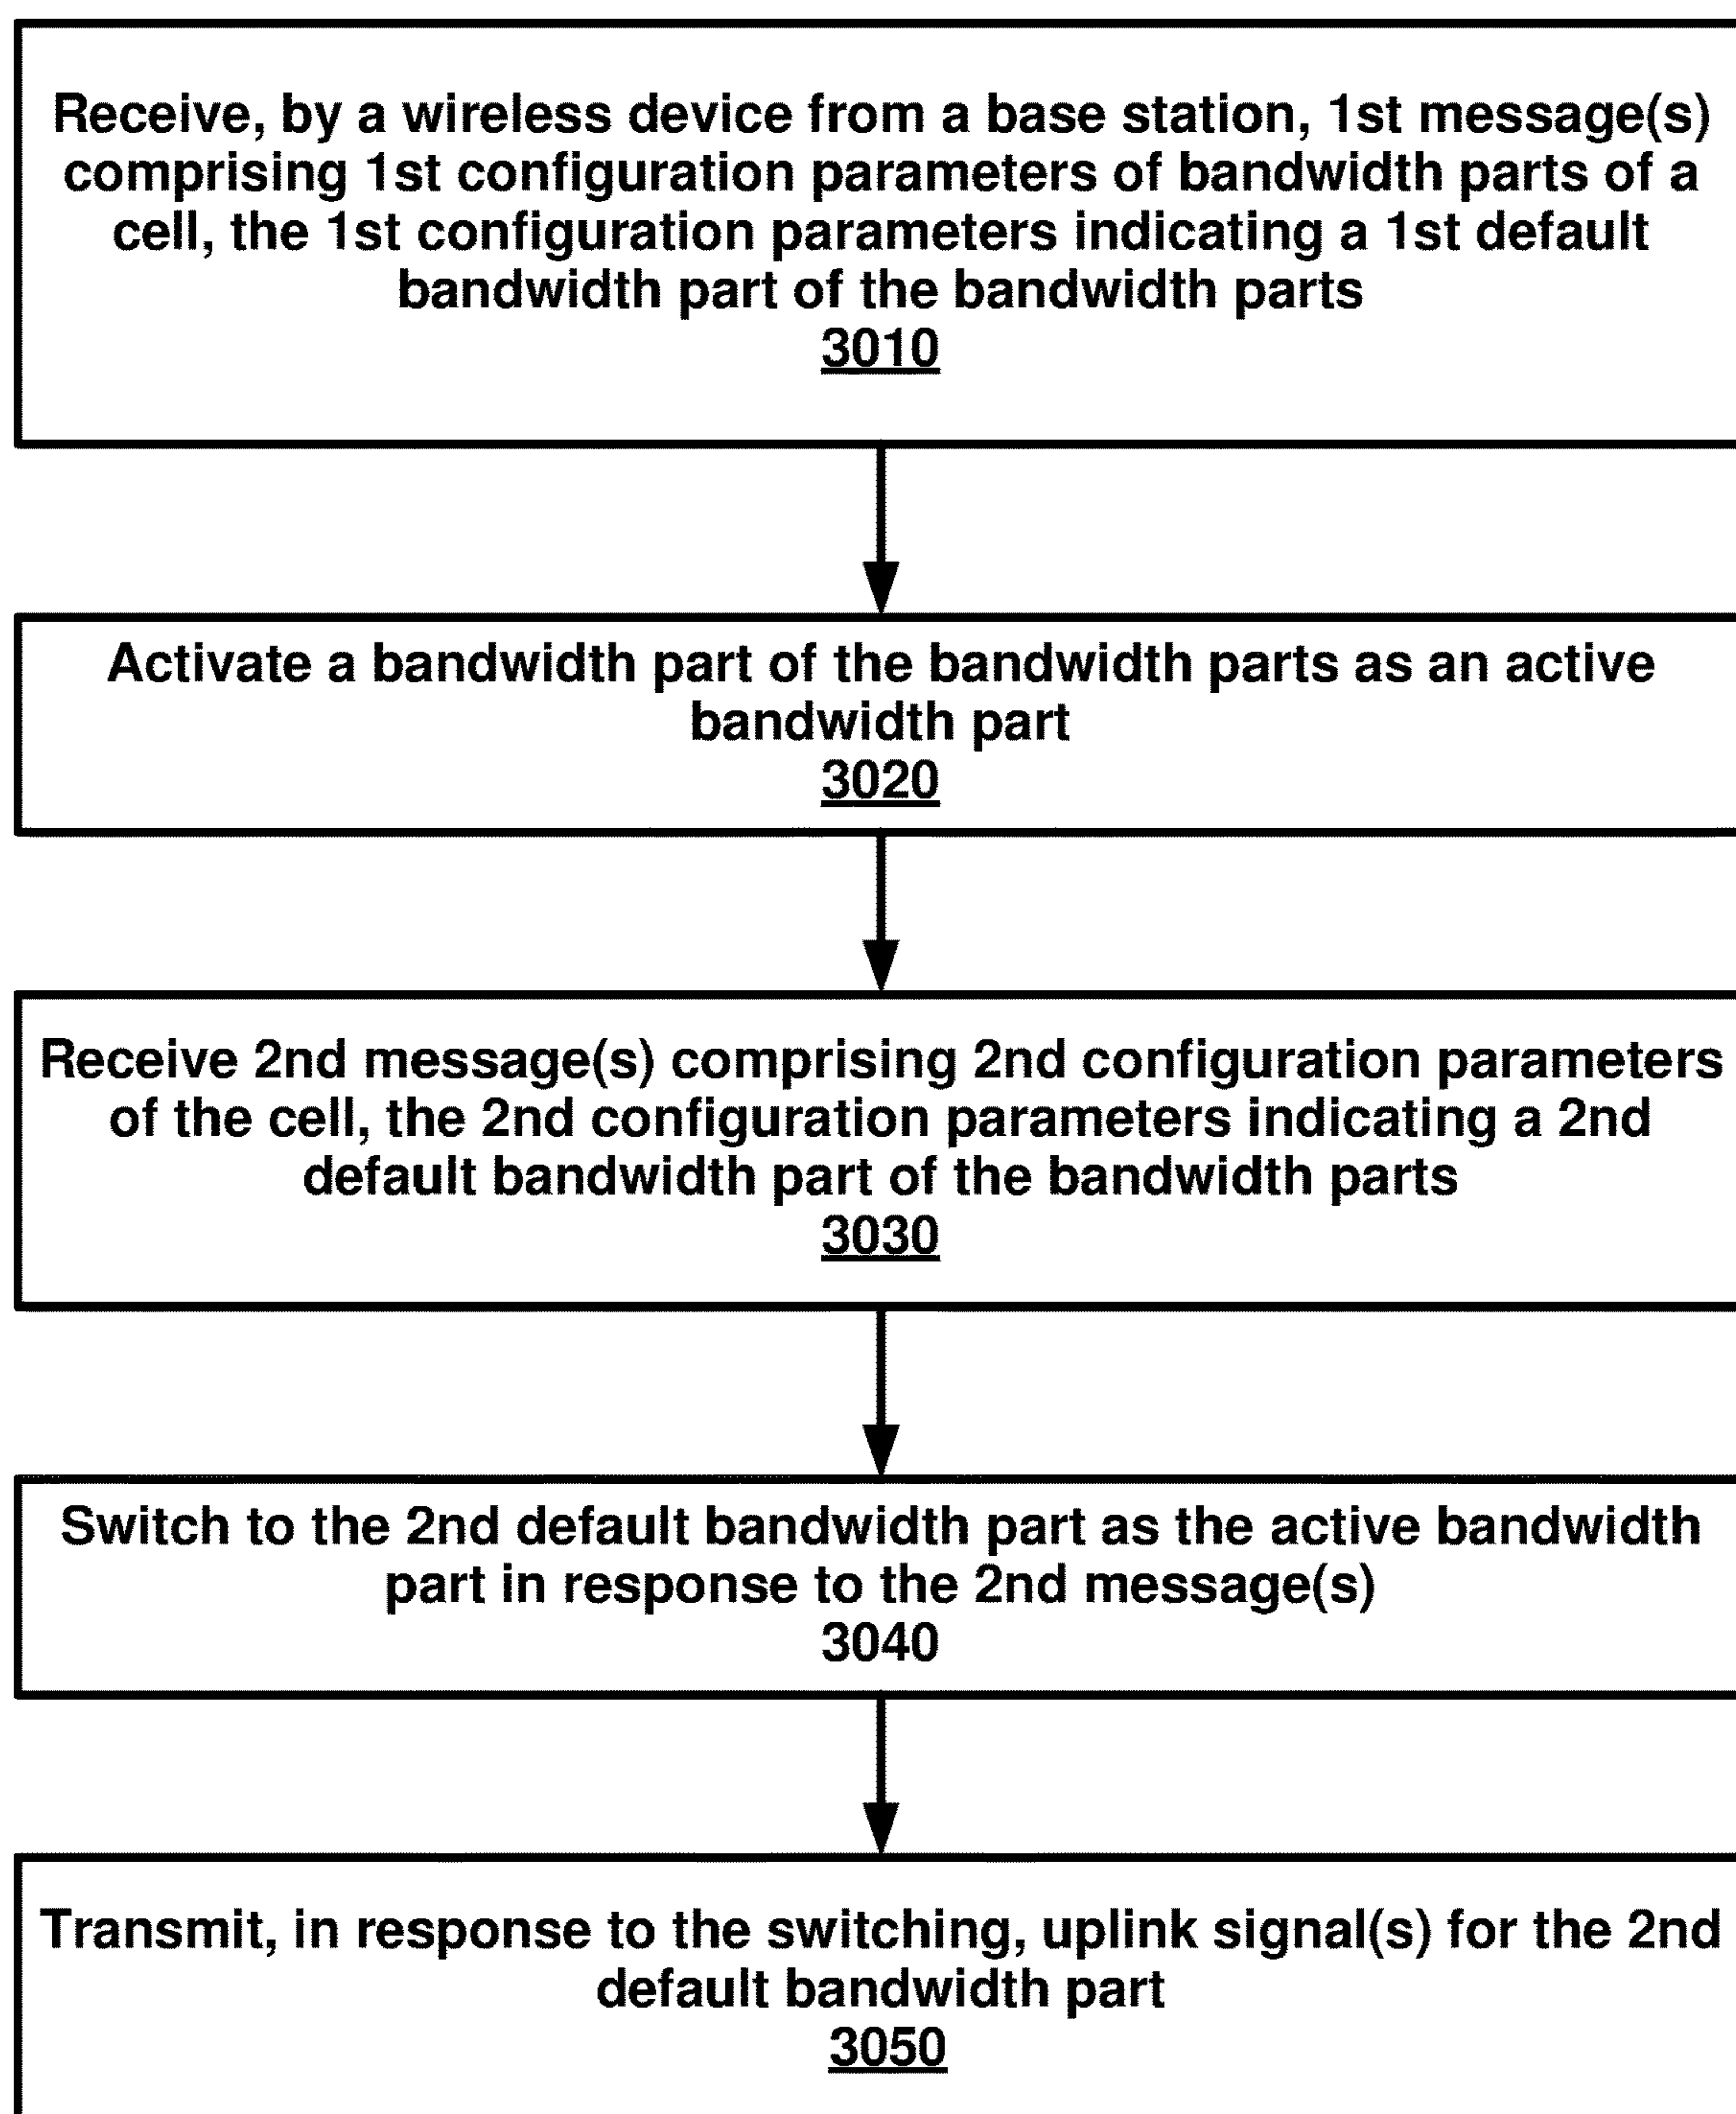 Receive, by a wireless device from a base station, 1st message(s)
comprising 1st configuration parameters of bandwidth parts of a
cell, the 1st configuration parameters indicating a 1st default
bandwidth part of the bandwidth parts
3010
Activate a bandwidth part of the bandwidth parts as an active
bandwidth part
3020
Receive 2nd message(s) comprising 2nd configuration parameters
of the cell, the 2nd configuration parameters indicating a 2nd
default bandwidth part of the bandwidth parts
3030
Switch to the 2nd default bandwidth part as the active bandwidth
part in response to the 2nd message(s)
3040
Transmit, in response to the switching, uplink signal(s) for the 2nd
default bandwidth part
3050